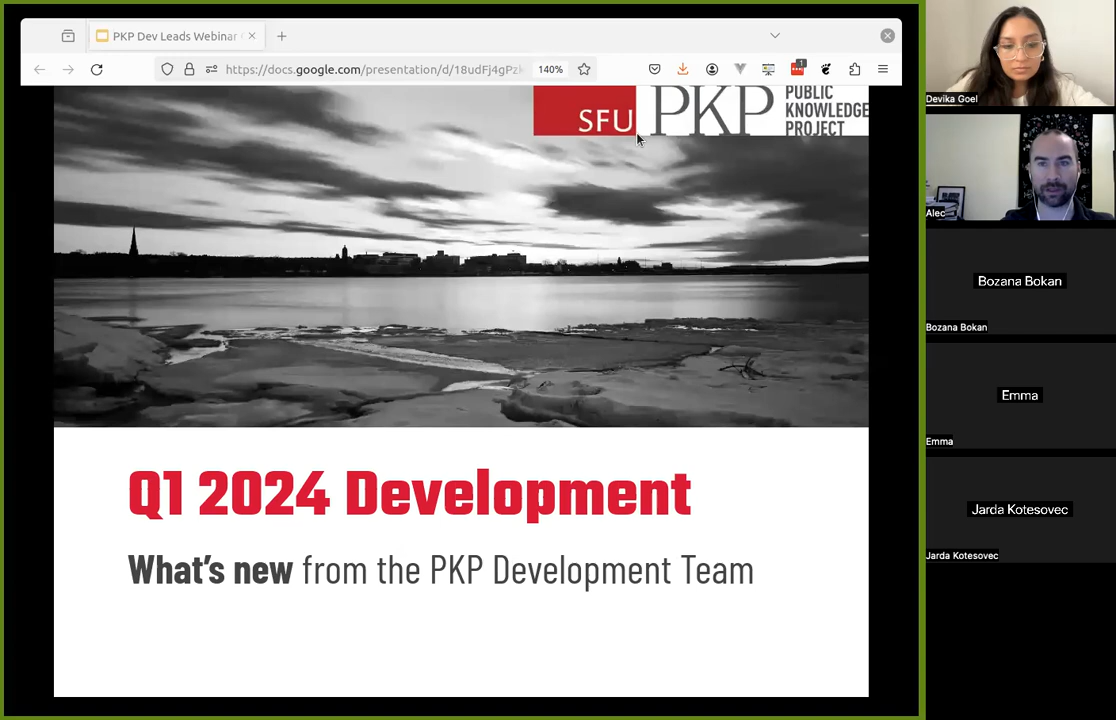 PKP Dev Leads Webinar
https://docs.google.com/presentation/d/18udFj4gPzk
140%
1
SFU
PKP
PUBLIC
KNOWLEDGE
PROJECT
Q1 2024 Development
What's new from the PKP Development Team
Devika Goel
Alec
Bozana Bokan
Bozana Bokan
Emma
Emma
Jarda Kotesovec
Jarda Kotesovec